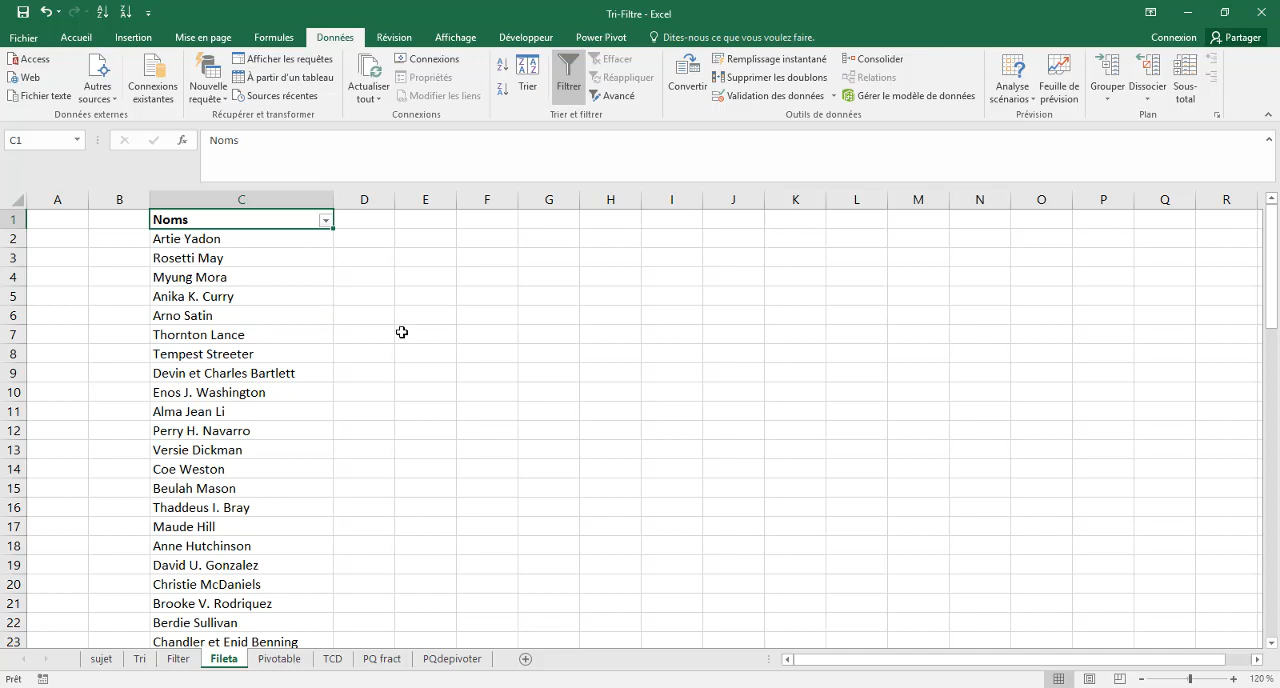 Tri-Filtre - Excel
Fichier Accueil Insertion Mise en page Formules Données Révision Affichage Développeur Power Pivot Dites-nous ce que vous voulez faire. Connexion Partager
Access
Web
Fichier texte
Autres sources
Connexions existantes
Données externes
Nouvelle requête
Afficher les requêtes
À partir d'un tableau
Sources récentes
Récupérer et transformer
Actualiser tout
Connexions
Propriétés
Modifier les liens
Connexions
Trier
Filtrer
Effacer
Réappliquer
Avancé
Trier et filtrer
Convertir
Remplissage instantané
Supprimer les doublons
Validation des données
Consolider
Relations
Gérer le modèle de données
Outils de données
Analyse scénarios
Feuille de prévision
Prévision
Grouper
Dissocier
Sous-total
Plan
C1 fx Noms
A B C D E F G H I J K L M N O P Q R
1 Noms
2 Artie Yadon
3 Rosetti May
4 Myung Mora
5 Anika K. Curry
6 Arno Satin
7 Thornton Lance
8 Tempest Streeter
9 Devin et Charles Bartlett
10 Enos J. Washington
11 Alma Jean Li
12 Perry H. Navarro
13 Versie Dickman
14 Coe Weston
15 Beulah Mason
16 Thaddeus I. Bray
17 Maude Hill
18 Anne Hutchinson
19 David U. Gonzalez
20 Christie McDaniels
21 Brooke V. Rodriquez
22 Berdie Sullivan
23 Chandler et Enid Benning
sujet Tri Filter Fileta Pivotable TCD PQ fract PQdepivoter
Prêt 120 %